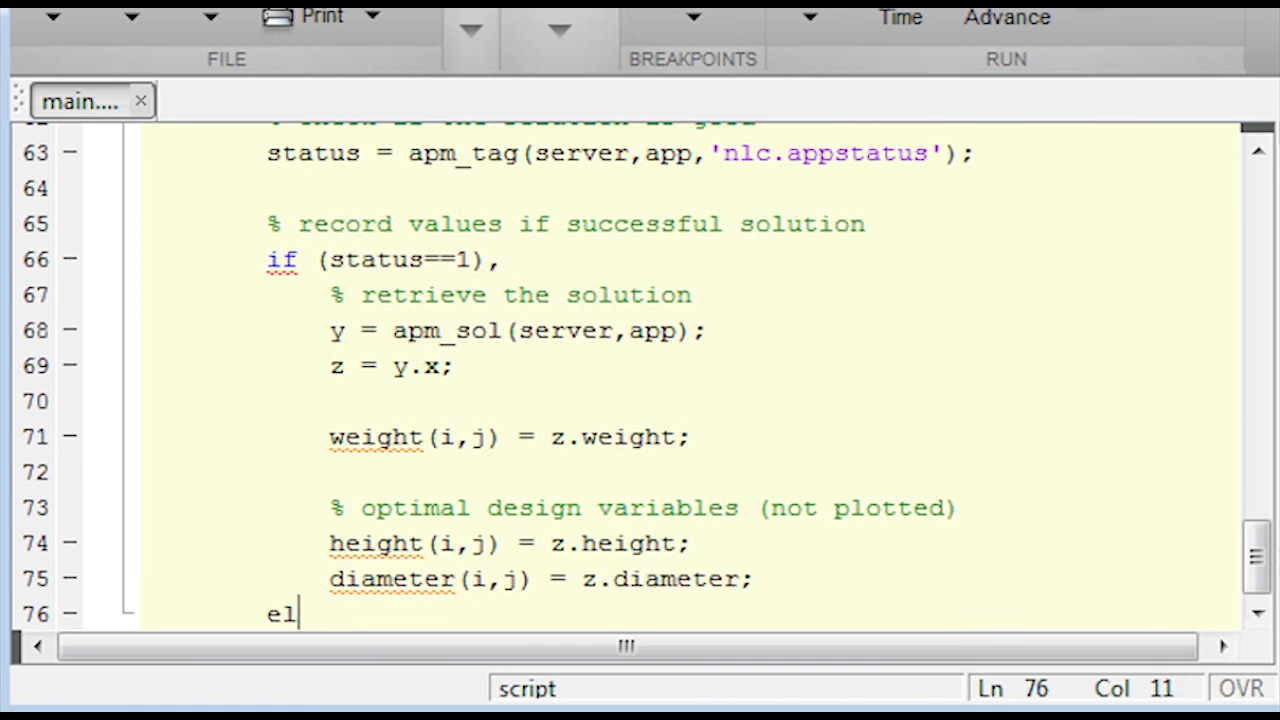 Print
Time Advance
FILE BREAKPOINTS RUN
main....
63 status = apm_tag(server,app,'nlc.appstatus');
64
65 % record values if successful solution
66 if (status==1),
67 % retrieve the solution
68 y = apm_sol(server,app);
69 z = y.x;
70
71 weight(i,j) = z.weight;
72
73 % optimal design variables (not plotted)
74 height(i,j) = z.height;
75 diameter(i,j) = z.diameter;
76 el
script Ln 76 Col 11 OVR